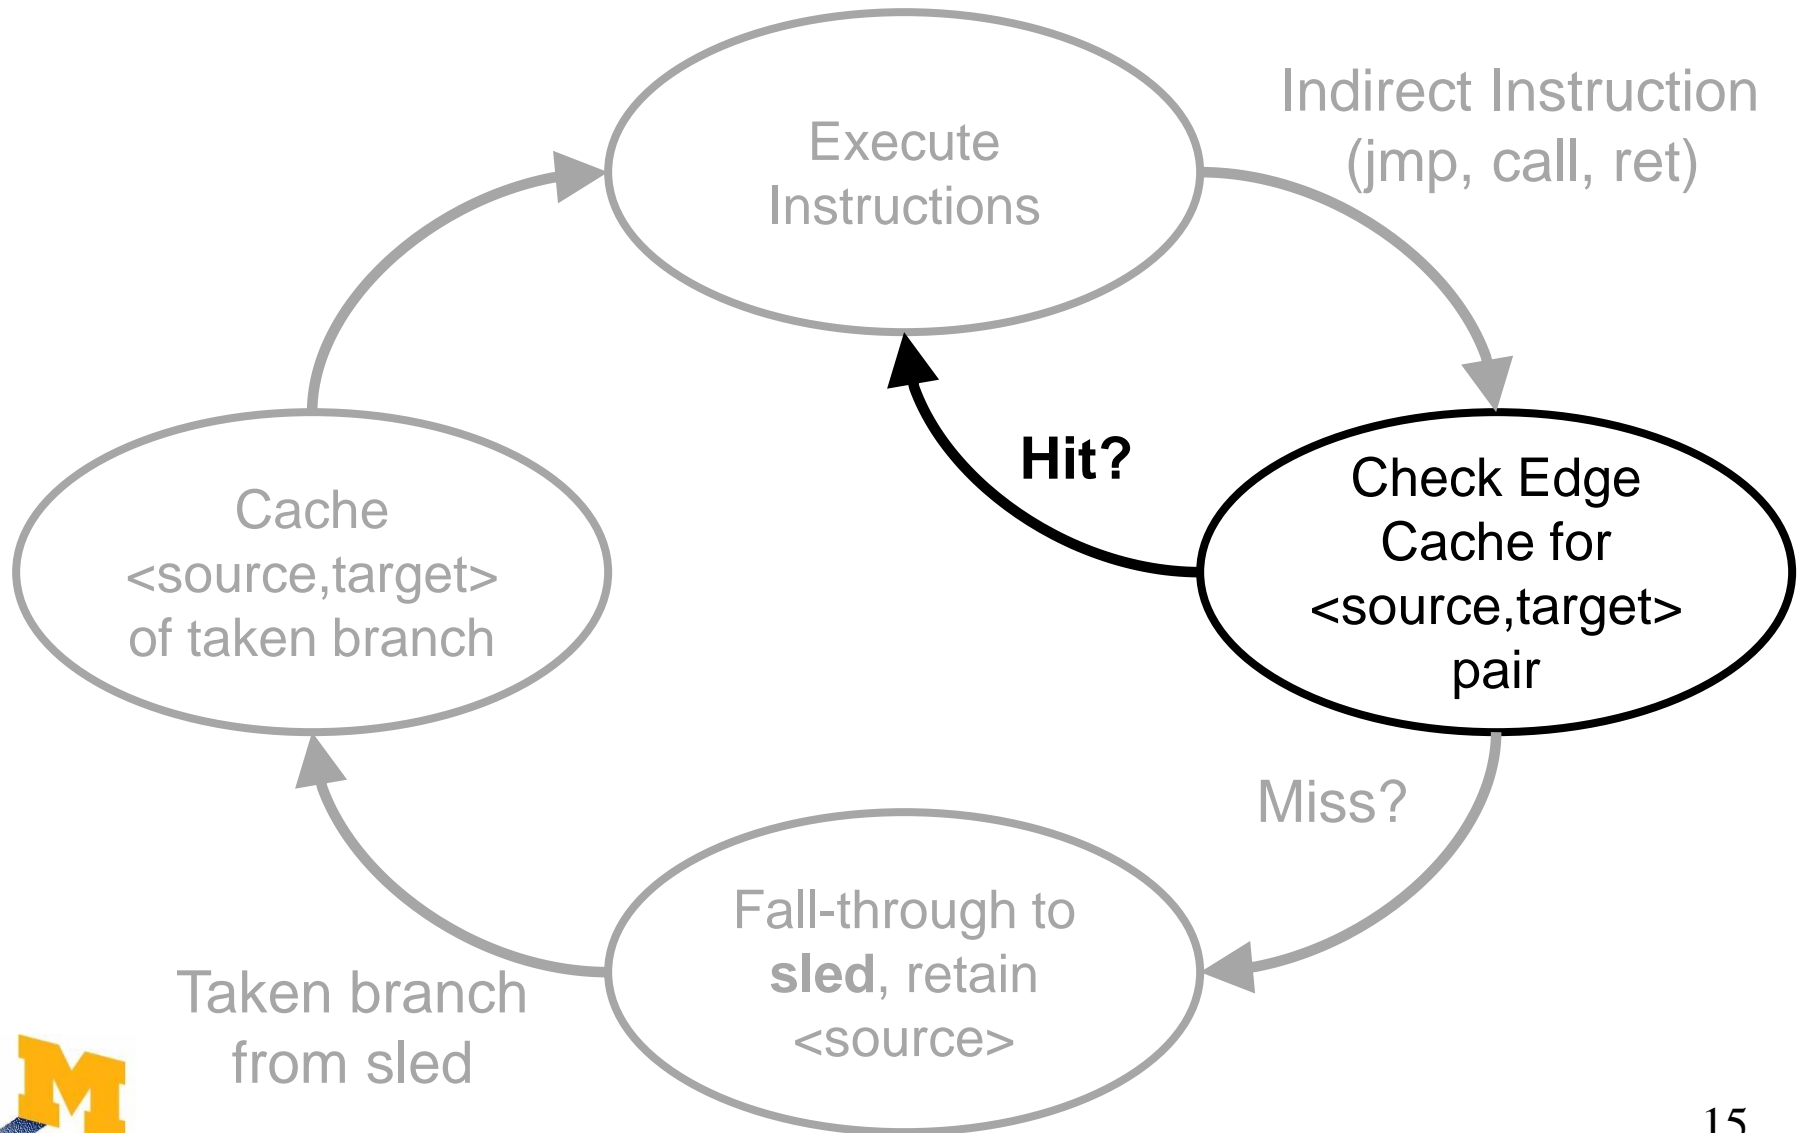 Execute
Instructions
Indirect Instruction
(jmp, call, ret)
Hit?
Check Edge
Cache for
<source,target>
pair
Cache
<source,target>
of taken branch
Miss?
Fall-through to
sled, retain
<source>
Taken branch
from sled
M
15